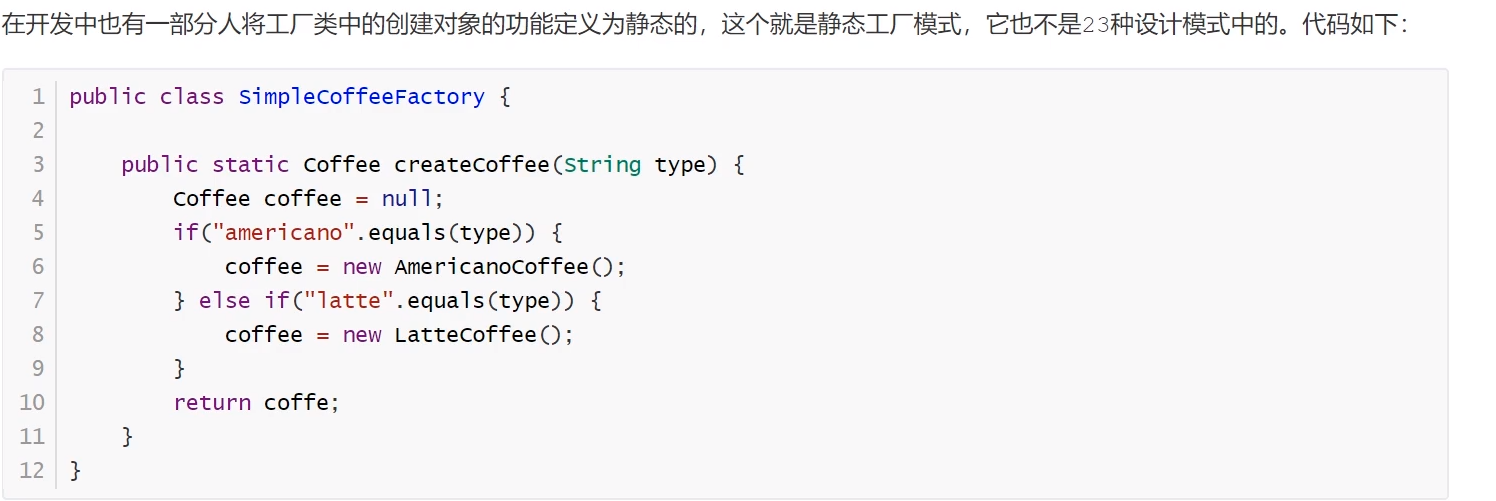 在开发中也有一部分人将工厂类中的创建对象的功能定义为静态的，这个就是静态工厂模式，它也不是23种设计模式中的。代码如下：
1 public class SimpleCoffeeFactory {
2
3     public static Coffee createCoffee(String type) {
4         Coffee coffee = null;
5         if("americano".equals(type)) {
6             coffee = new AmericanoCoffee();
7         } else if("latte".equals(type)) {
8             coffee = new LatteCoffee();
9         }
10         return coffe;
11     }
12 }